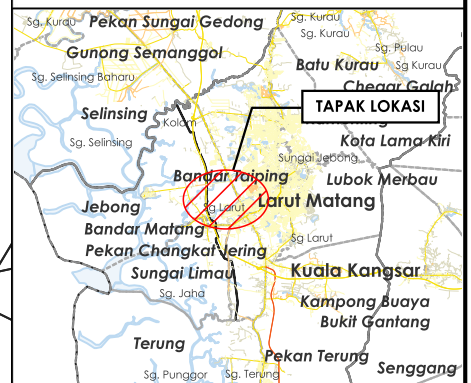 Sg. Kurau
Pekan Sungai Gedong
Sg. Kurau
Sg. Kurau
Gunong Semanggol
Sg. Pulau
Batu Kurau
Sg Kurau
Sg. Selinsing Baharu
Chegar Galah
TAPAK LOKASI
Selinsing
Kolam
Sg. Selinsing
Kota Lama Kiri
Sungai Jebong
Bandar Taiping
Lubok Merbau
Jebong
Sg Larut
Larut Matang
Bandar Matang
Sg Larut
Pekan Changkat Jering
Sungai Limau
Kuala Kangsar
Sg. Jaha
Kampong Buaya
Bukit Gantang
Terung
Pekan Terung
Senggang
Sg. Punggor
Sg. Terung